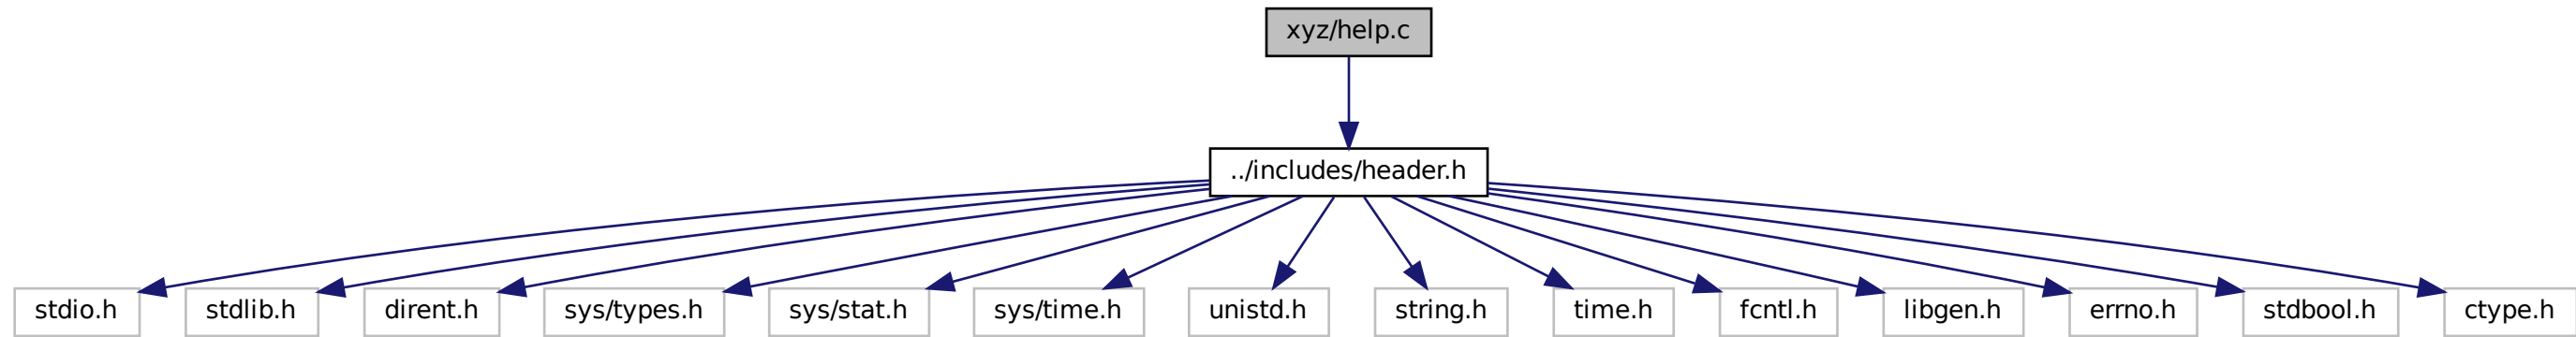 xyz/help.c
../includes/header.h
stdio.h
stdlib.h
dirent.h
sys/types.h
sys/stat.h
sys/time.h
unistd.h
string.h
time.h
fcntl.h
libgen.h
errno.h
stdbool.h
ctype.h